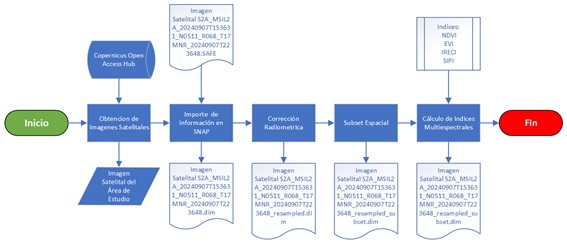 Imagen
Satelital S2A_MSIL2
A_20240907T15363
1_N0511_R068_T17
MNR_20240907T22
3648.SAFE
Indices:
NDVI
EVI
IRECI
SIPI
Copernicus Open
Access Hub
Inicio
Obtencion de
Imagenes Satelitales
Importe de
Información en
SNAP
Corrección
Radiometrica
Subset Espacial
Cálculo de Indices
Multiespectrales
Fin
Imagen
Satelital del
Área de
Estudio
Imagen
Satelital S2A_MSIL2
A_20240907T15363
1_N0511_R068_T17
MNR_20240907T22
3648.dim
Imagen
Satelital S2A_MSIL2
A_20240907T15363
1_N0511_R068_T17
MNR_20240907T22
3648_resampled.di
m
Imagen
Satelital S2A_MSIL2
A_20240907T15363
1_N0511_R068_T17
MNR_20240907T22
3648_resampled_su
bset.dim
Imagen
Satelital S2A_MSIL2
A_20240907T15363
1_N0511_R068_T17
MNR_20240907T22
3648_resampled_su
bset.dim